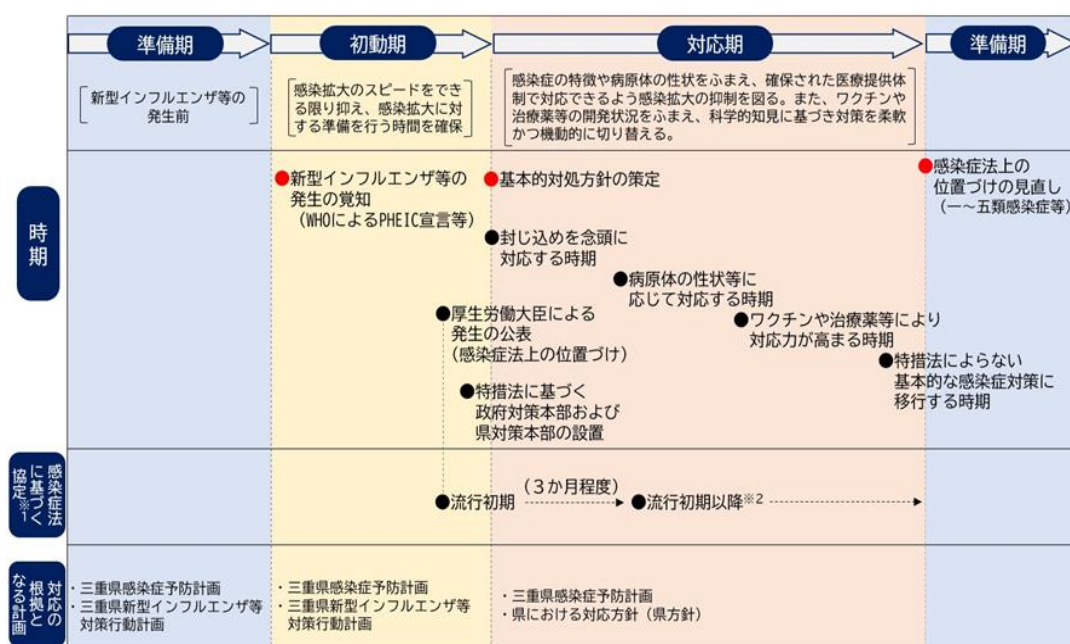 準備期
初動期
対応期
準備期
新型インフルエンザ等の
発生前
感染拡大のスピードをでき
る限り抑え、感染拡大に対
する準備を行う時間を確保
感染症の特徴や病原体の性状をふまえ、確保された医療提供体
制で対応できるよう感染拡大の抑制を図る。また、ワクチンや
治療薬等の開発状況をふまえ、科学的知見に基づき対策を柔軟
かつ機動的に切り替える。
時期
●新型インフルエンザ等の
発生の覚知
（WHOによるPHEIC宣言等）
●基本的対処方針の策定
●感染症法上の
位置づけの見直し
（一～五類感染症等）
●封じ込めを念頭に
対応する時期
●病原体の性状等に
応じて対応する時期
●厚生労働大臣による
発生の公表
（感染症法上の位置づけ）
●ワクチンや治療薬等により
対応力が高まる時期
●特措法によらない
基本的な感染症対策に
移行する時期
●特措法に基づく
政府対策本部および
県対策本部の設置
感染症法
に基づく
協定※1
●流行初期
（３か月程度）
●流行初期以降※2
対応の
根拠と
なる計画
・三重県感染症予防計画
・三重県新型インフルエンザ等
対策行動計画
・三重県感染症予防計画
・三重県新型インフルエンザ等
対策行動計画
・三重県感染症予防計画
・県における対応方針（県方針）